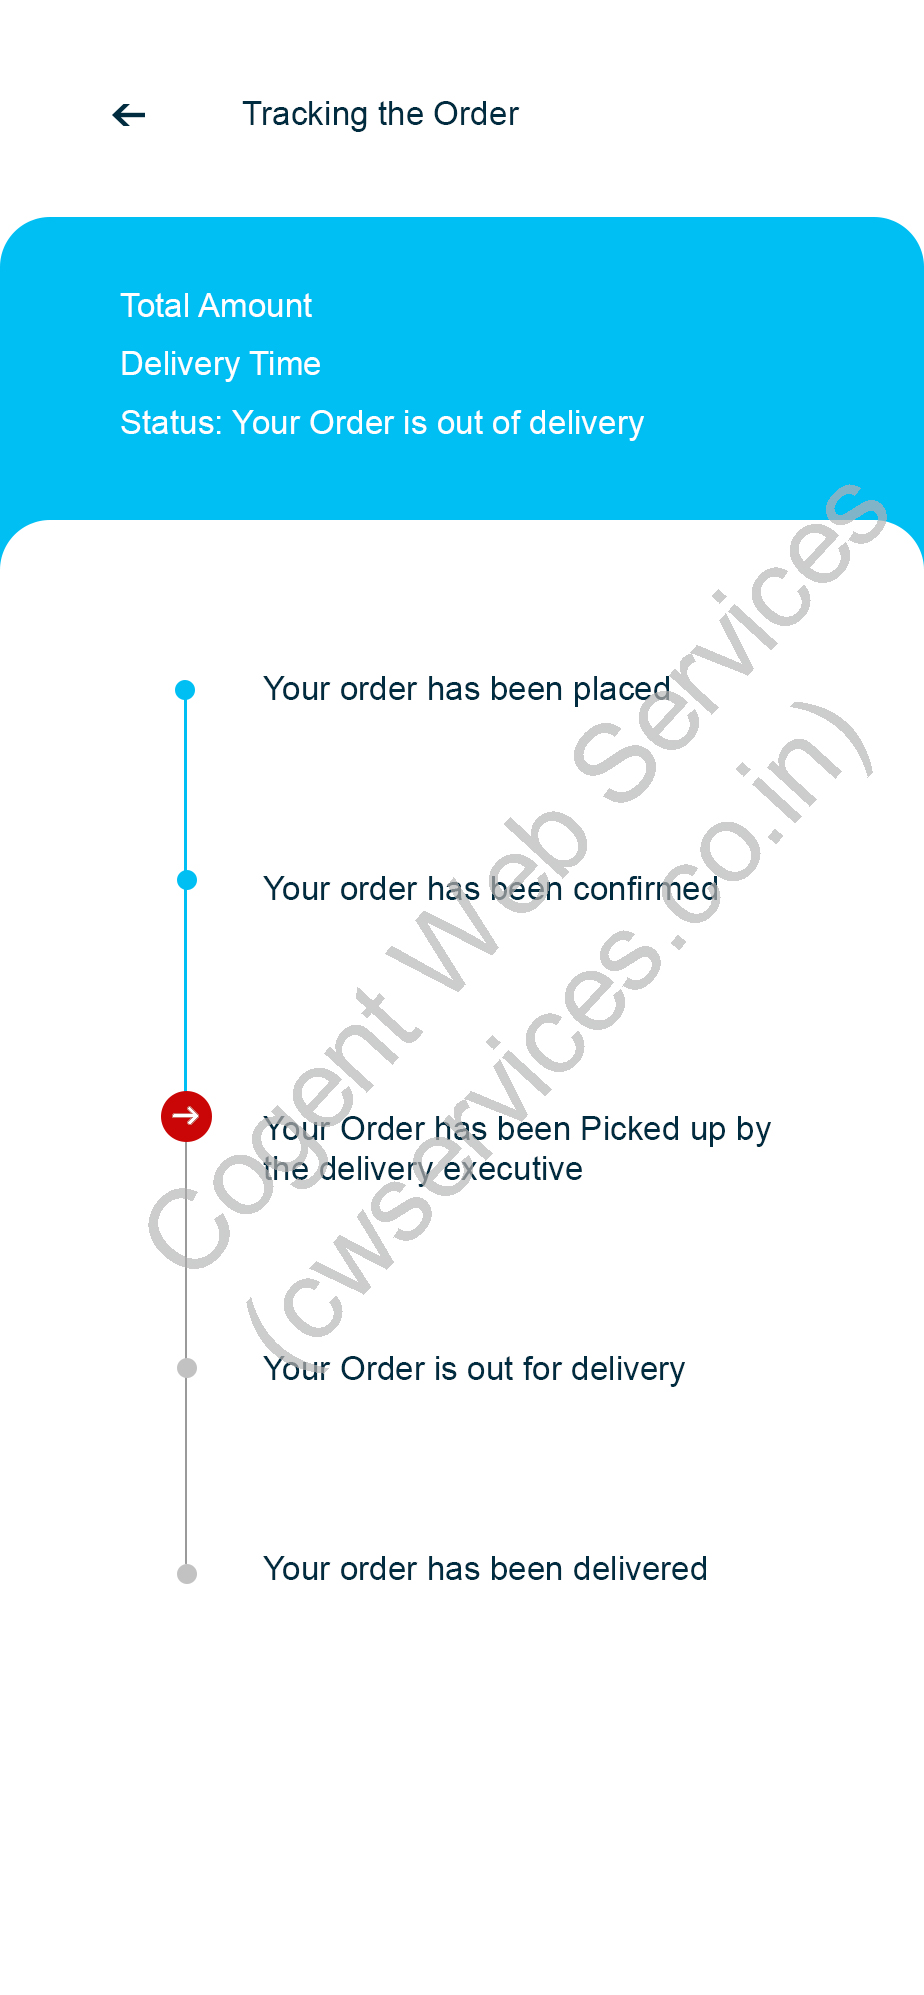 Tracking the Order
Total Amount
Delivery Time
Status: Your Order is out of delivery
Your order has been placed
Your order has been confirmed
Your Order has been Picked up by
the delivery executive
Your Order is out for delivery
Your order has been delivered
Cogent Web Services
(cwservices.co.in)